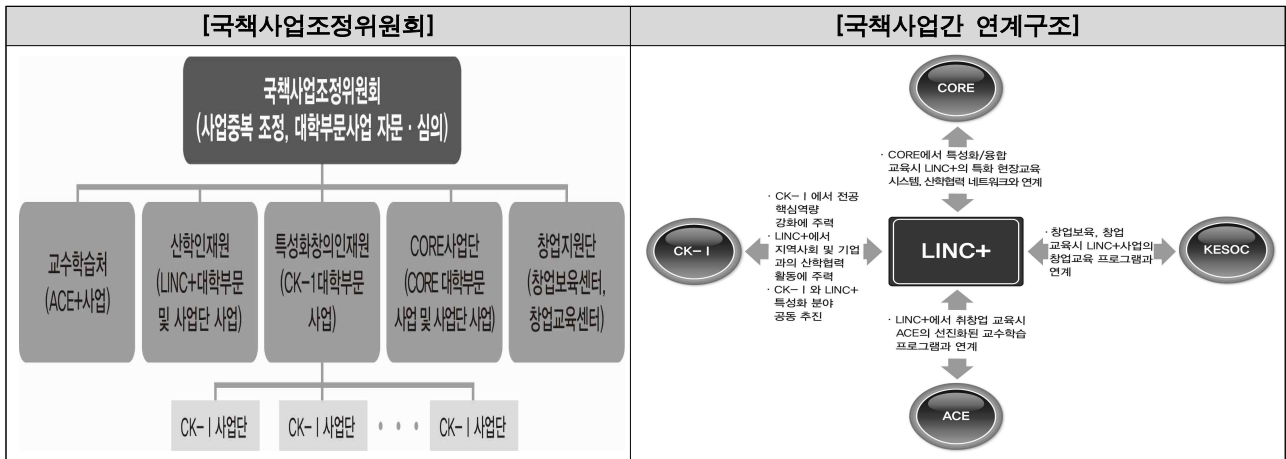 [국책사업조정위원회]
국책사업조정위원회
(사업중복 조정, 대학부문사업 자문 · 심의)
교수학습처
(ACE+사업)
산학인재원
(LINC+대학부문
및 사업단 사업)
특성화창의인재원
(CK-1대학부문
사업)
CORE사업단
(CORE 대학부문
사업 및 사업단 사업)
창업지원단
(창업보육센터,
창업교육센터)
CK-Ⅰ사업단
CK-Ⅰ사업단
• • •
CK-Ⅰ사업단
[국책사업간 연계구조]
CORE
· CORE에서 특성화/융합
교육시 LINC+의 특화 현장교육
시스템, 산학협력 네트워크와 연계
CK-Ⅰ
· CK-Ⅰ에서 전공
핵심역량
강화에 주력
· LINC+에서
지역사회 및 기업
과의 산학협력
활동에 주력
· CK-Ⅰ와 LINC+
특성화 분야
공동 추진
LINC+
· 창업보육, 창업
교육시 LINC+사업의
창업교육 프로그램과
연계
KESOC
· LINC+에서 취창업 교육시
ACE의 선진화된 교수학습
프로그램과 연계
ACE